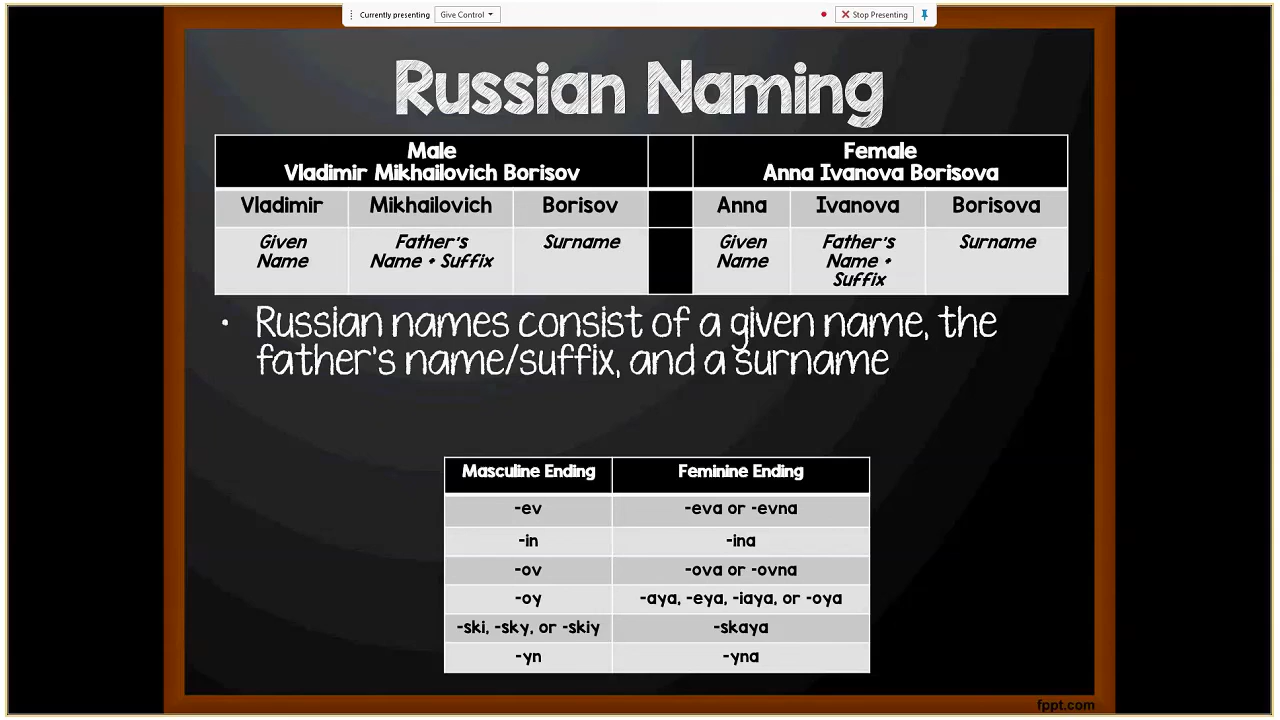 Currently presenting Give Control Stop Presenting
Russian Naming
Male
Vladimir Mikhailovich Borisov
Female
Anna Ivanova Borisova
Vladimir Mikhailovich Borisov Anna Ivanova Borisova
Given Father's Surname Given Father's Surname
Name Name + Suffix Name Name +
Suffix
• Russian names consist of a given name, the
father's name/suffix, and a surname
Masculine Ending Feminine Ending
-ev -eva or -evna
-in -ina
-ov -ova or -ovna
-oy -aya, -eya, -iaya, or -oya
-ski, -sky, or -skiy -skaya
-yn -yna
fppt.com